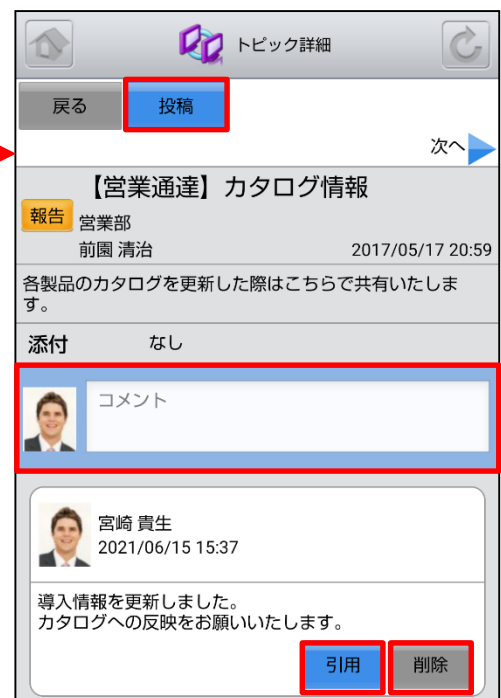 トピック詳細
戻る 投稿
次へ
【営業通達】カタログ情報
報告 営業部
前園 清治 2017/05/17 20:59
各製品のカタログを更新した際はこちらで共有いたしま
す。
添付 なし
コメント
宮崎 貴生
2021/06/15 15:37
導入情報を更新しました。
カタログへの反映をお願いいたします。
引用 削除